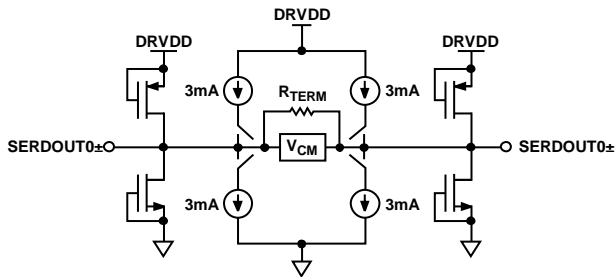 DRVDD
DRVDD
DRVDD
3mA
RTERM
3mA
SERDOUT0±
VCM
SERDOUT0±
3mA
3mA